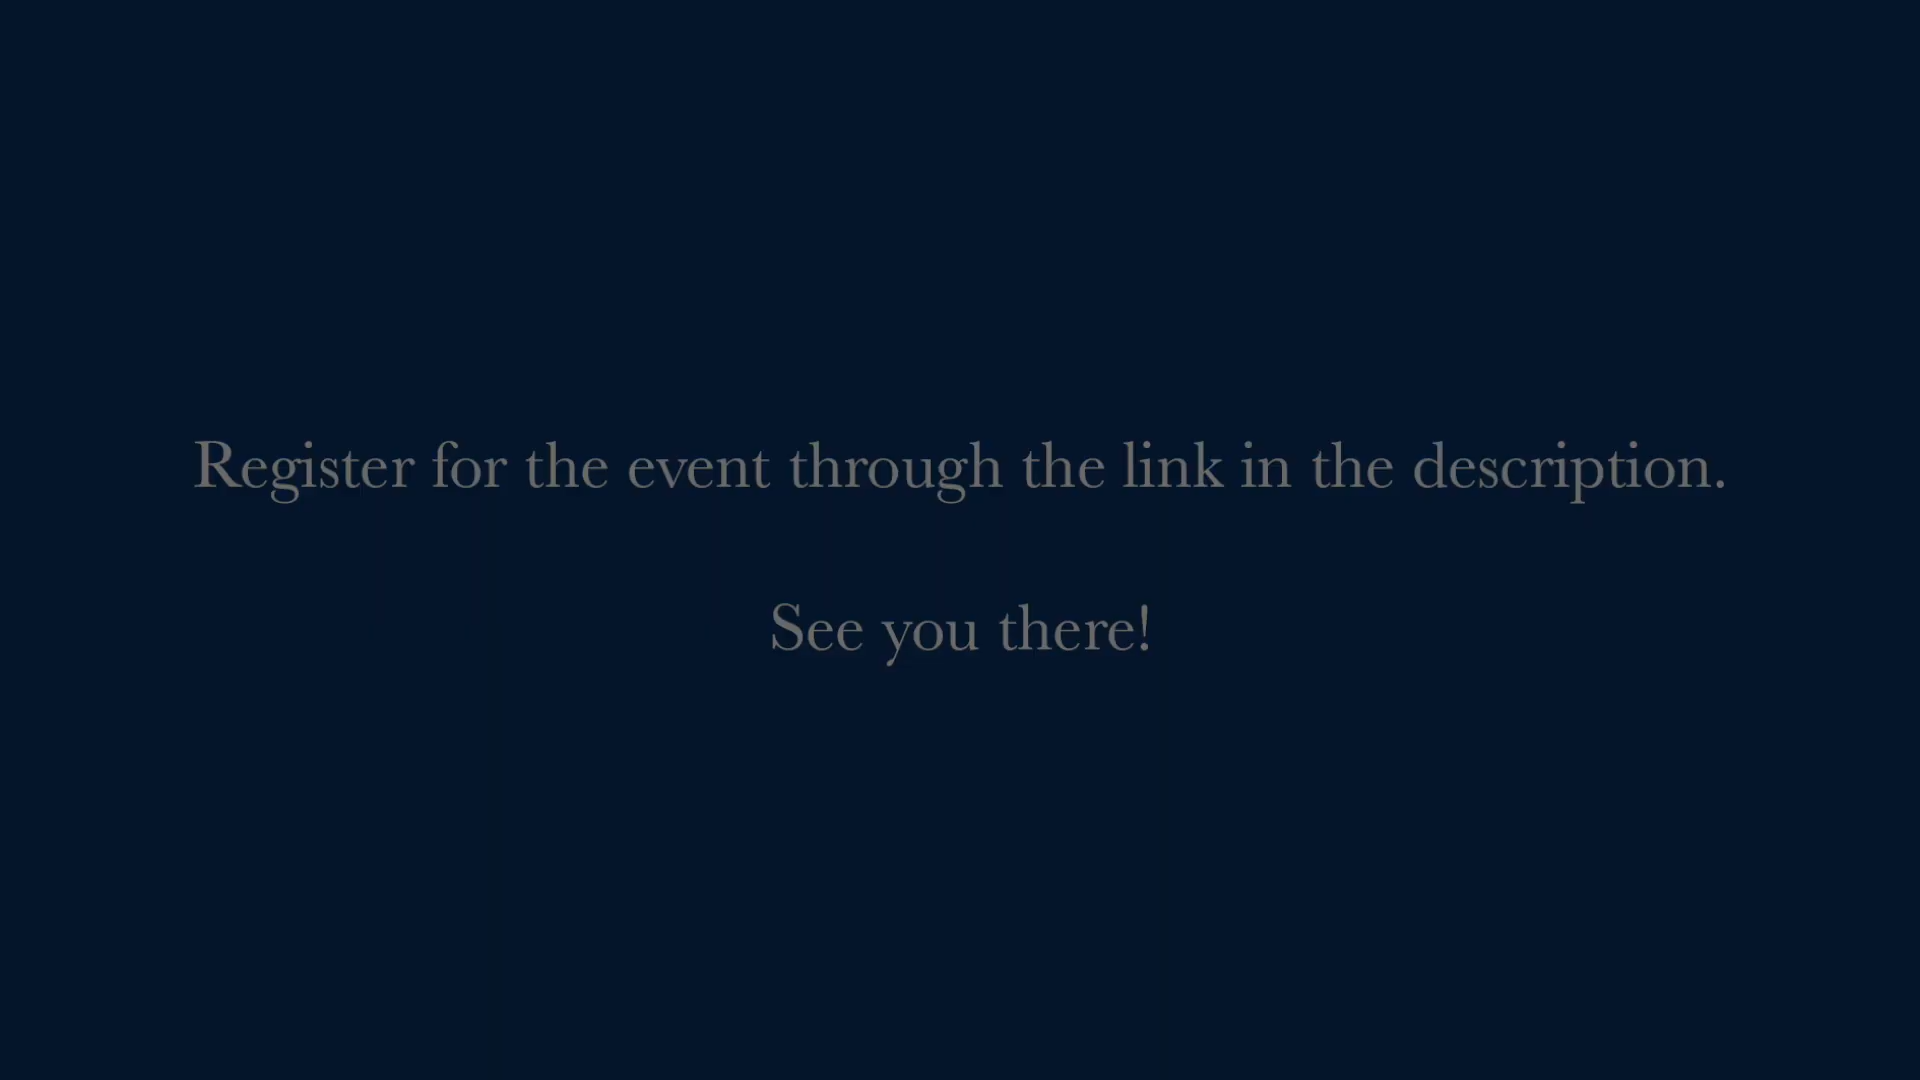 Register for the event through the link in the description.
See you there!